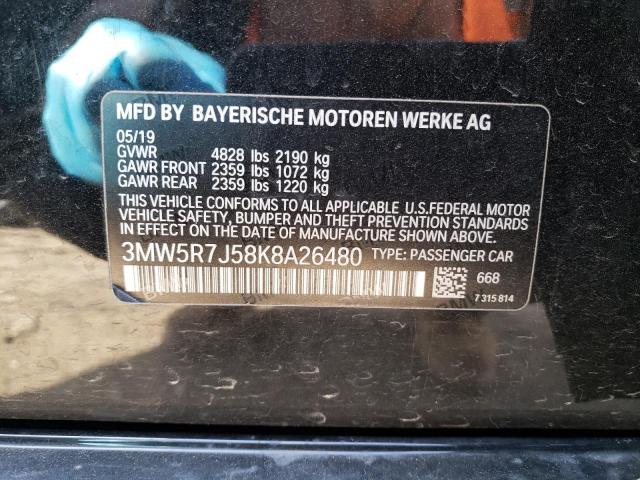 MFD BY BAYERISCHE MOTOREN WERKE AG
05/19
GVWR 4828 lbs 2190 kg
GAWR FRONT 2359 lbs 1072 kg
GAWR REAR 2359 lbs 1220 kg
THIS VEHICLE CONFORMS TO ALL APPLICABLE U.S.FEDERAL MOTOR
VEHICLE SAFETY, BUMPER AND THEFT PREVENTION STANDARDS
IN EFFECT ON THE DATE OF MANUFACTURE SHOWN ABOVE.
3MW5R7J58K8A26480 TYPE: PASSENGER CAR
668
7 315 814